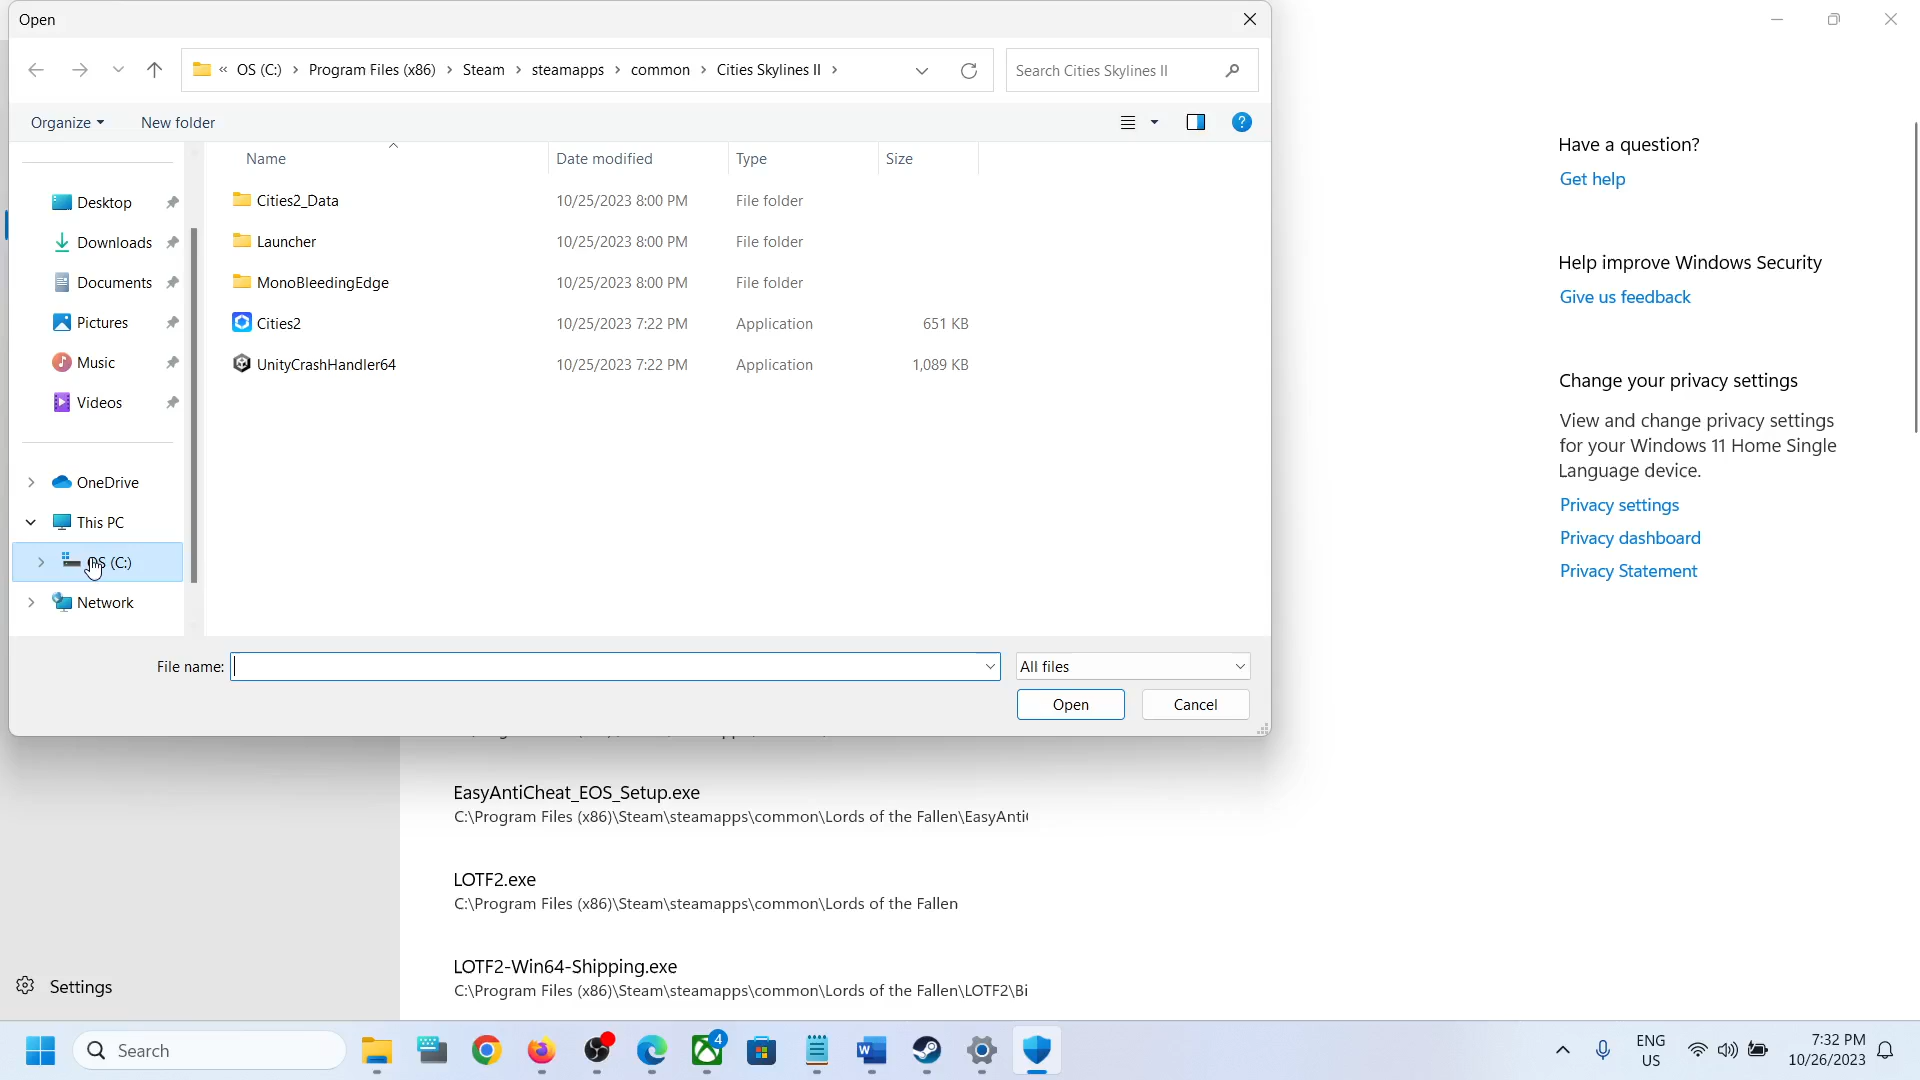 Open
« OS (C:) › Program Files (x86) › Steam › steamapps › common › Cities Skylines II ›
Search Cities Skylines II
Organize
New folder
Name
Date modified
Type
Size
Desktop
Downloads
Documents
Pictures
Music
Videos
OneDrive
This PC
OS (C:)
Network
Cities2_Data 10/25/2023 8:00 PM File folder
Launcher 10/25/2023 8:00 PM File folder
MonoBleedingEdge 10/25/2023 8:00 PM File folder
Cities2 10/25/2023 7:22 PM Application 651 KB
UnityCrashHandler64 10/25/2023 7:22 PM Application 1,089 KB
File name:
All files
Open
Cancel
Have a question?
Get help
Help improve Windows Security
Give us feedback
Change your privacy settings
View and change privacy settings
for your Windows 11 Home Single
Language device.
Privacy settings
Privacy dashboard
Privacy Statement
EasyAntiCheat_EOS_Setup.exe
C:\Program Files (x86)\Steam\steamapps\common\Lords of the Fallen\EasyAnti
LOTF2.exe
C:\Program Files (x86)\Steam\steamapps\common\Lords of the Fallen
LOTF2-Win64-Shipping.exe
C:\Program Files (x86)\Steam\steamapps\common\Lords of the Fallen\LOTF2\Bi
Settings
Search
4
ENG
US
7:32 PM
10/26/2023